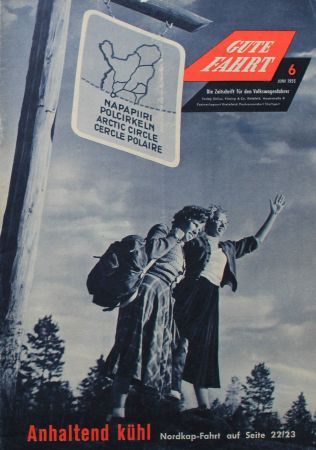 GUTE
FAHRT
6
JUNI 1955
Die Zeitschrift für den Volkswagenfahrer
NAPAPIIRI
POLCIRKELN
ARCTIC CIRCLE
CERCLE POLAIRE
Anhaltend kühl Nordkap-Fahrt auf Seite 22/23